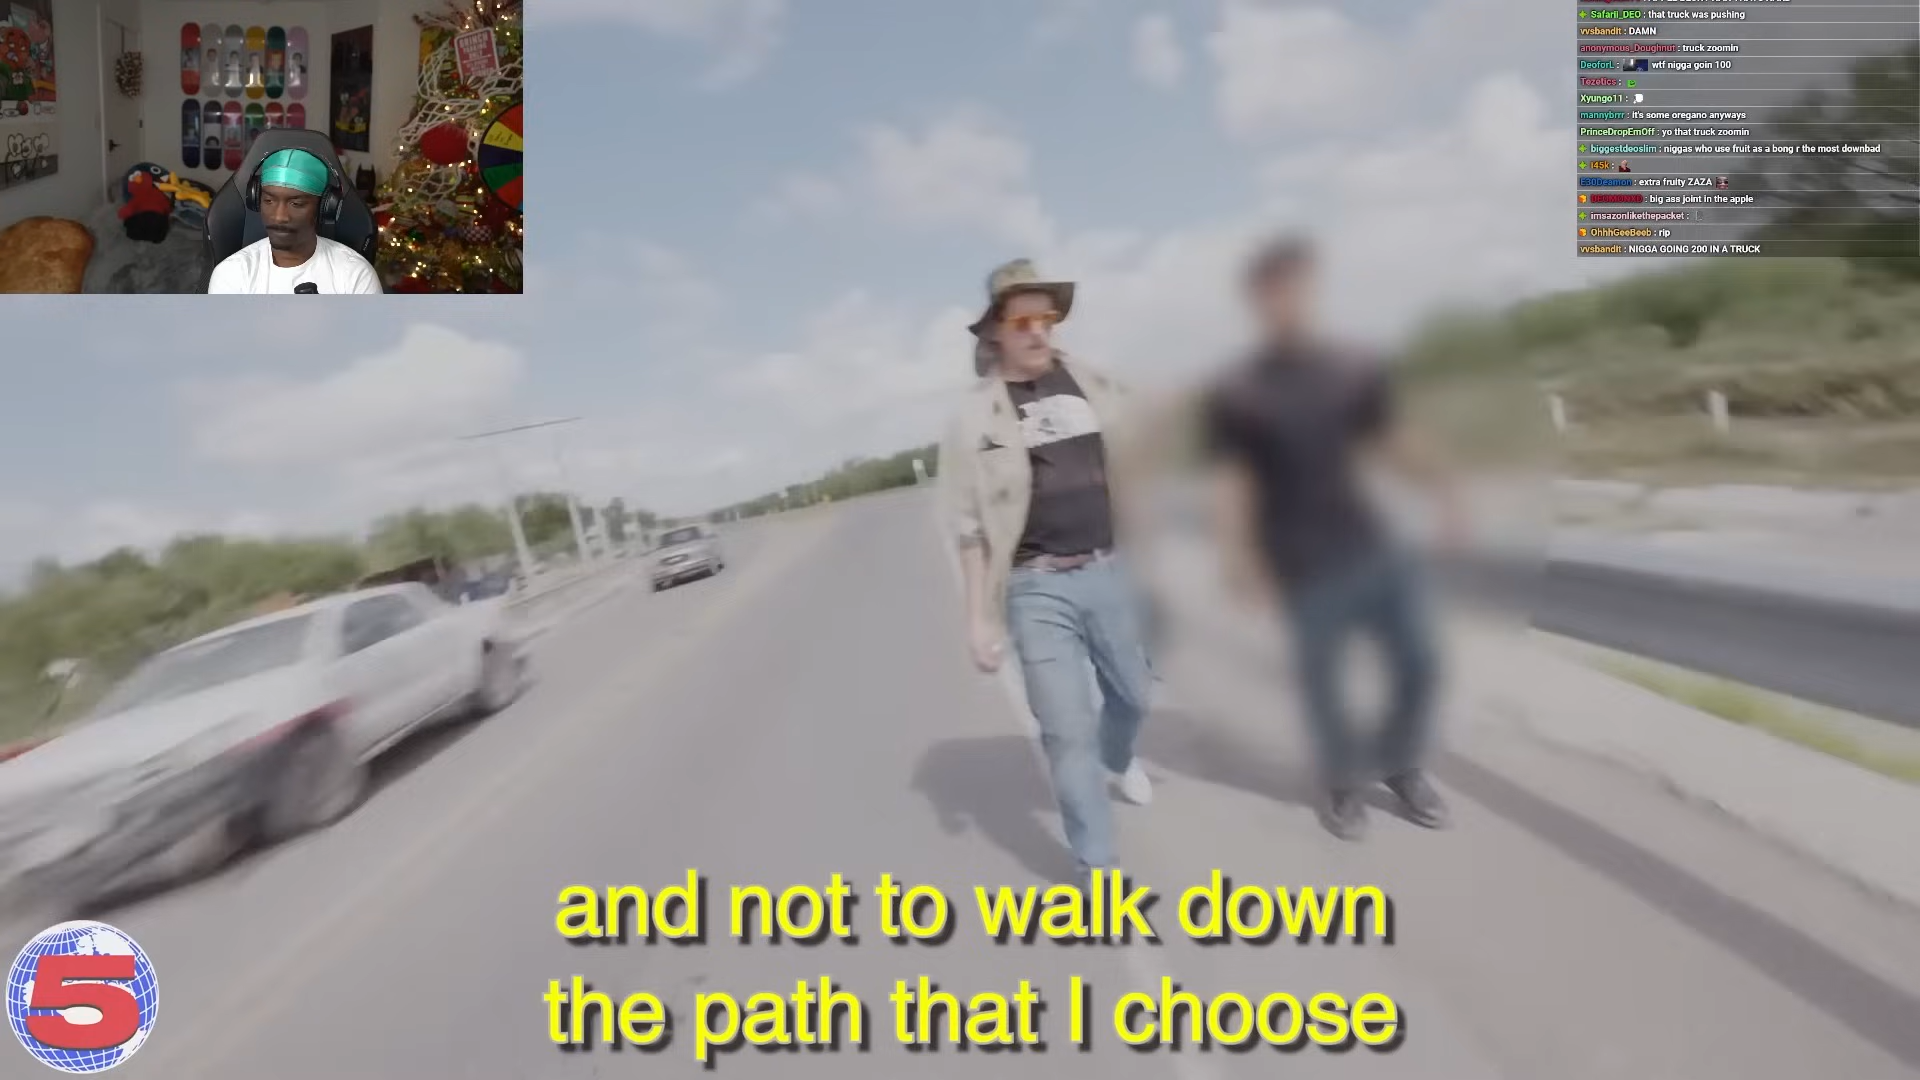 Safarii_DEO : that truck was pushing
vvsbandit : DAMN
anonymous_Doughnut : truck zoomin
DeoforL : wtf nigga goin 100
Tezetics :
Xyungo11 :
mannybrrr : it's some oregano anyways
PrinceDropEmOff : yo that truck zoomin
biggestdeoslim : niggas who use fruit as a bong r the most downbad
I45k :
E30Deamon : extra fruity ZAZA
: big ass joint in the apple
imsazonlikethepacket :
OhhhGeeBeeb : rip
vvsbandit : NIGGA GOING 200 IN A TRUCK
and not to walk down
the path that I choose
5